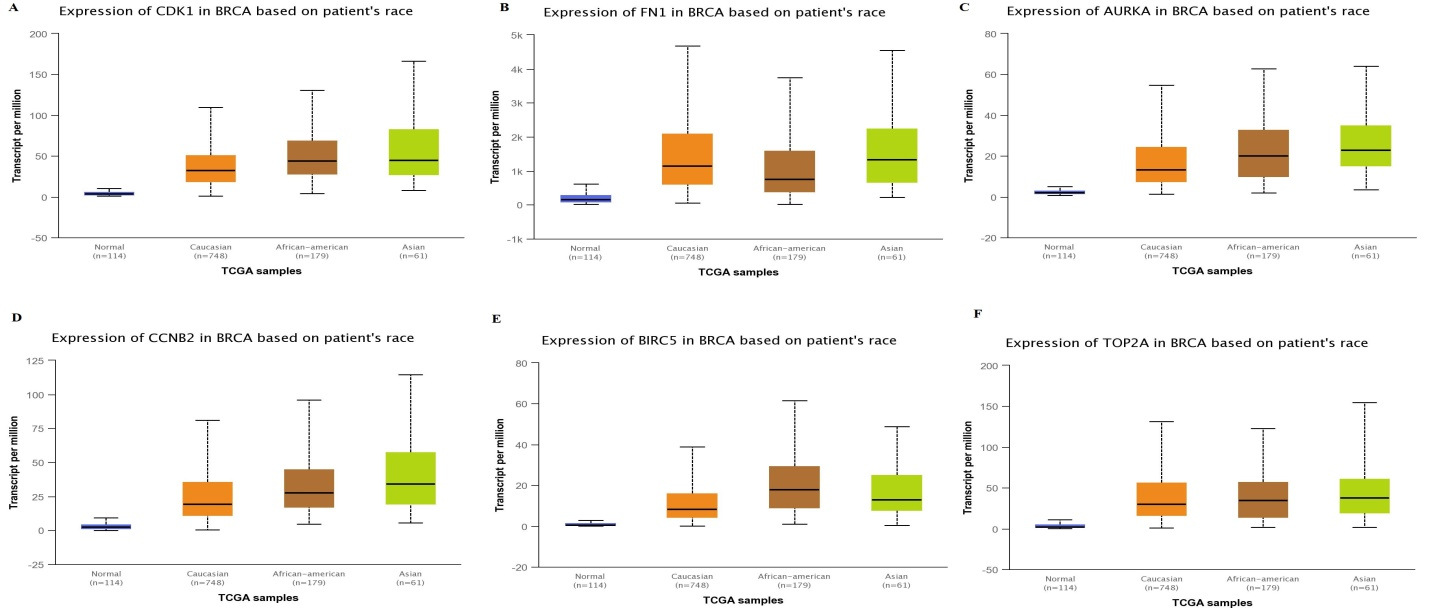 A
Expression of CDK1 in BRCA based on patient's race
Transcript per million
200
150
100
50
0
-50
Normal
(n=114)
Caucasian
(n=748)
African-american
(n=179)
Asian
(n=61)
TCGA samples
B
Expression of FN1 in BRCA based on patient's race
Transcript per million
5k
4k
3k
2k
1k
0
-1k
Normal
(n=114)
Caucasian
(n=748)
African-american
(n=179)
Asian
(n=61)
TCGA samples
C
Expression of AURKA in BRCA based on patient's race
Transcript per million
80
60
40
20
0
-20
Normal
(n=114)
Caucasian
(n=748)
African-american
(n=179)
Asian
(n=61)
TCGA samples
D
Expression of CCNB2 in BRCA based on patient's race
Transcript per million
125
100
75
50
25
0
-25
Normal
(n=114)
Caucasian
(n=748)
African-american
(n=179)
Asian
(n=61)
TCGA samples
E
Expression of BIRC5 in BRCA based on patient's race
Transcript per million
80
60
40
20
0
-20
Normal
(n=114)
Caucasian
(n=748)
African-american
(n=179)
Asian
(n=61)
TCGA samples
F
Expression of TOP2A in BRCA based on patient's race
Transcript per million
200
150
100
50
0
-50
Normal
(n=114)
Caucasian
(n=748)
African-american
(n=179)
Asian
(n=61)
TCGA samples